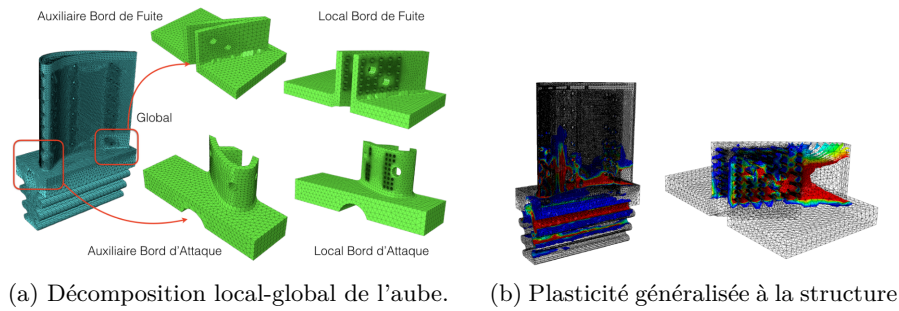 Auxiliaire Bord de Fuite
Local Bord de Fuite
Global
Auxiliaire Bord d'Attaque
Local Bord d'Attaque
(a) Décomposition local-global de l'aube.
(b) Plasticité généralisée à la structure